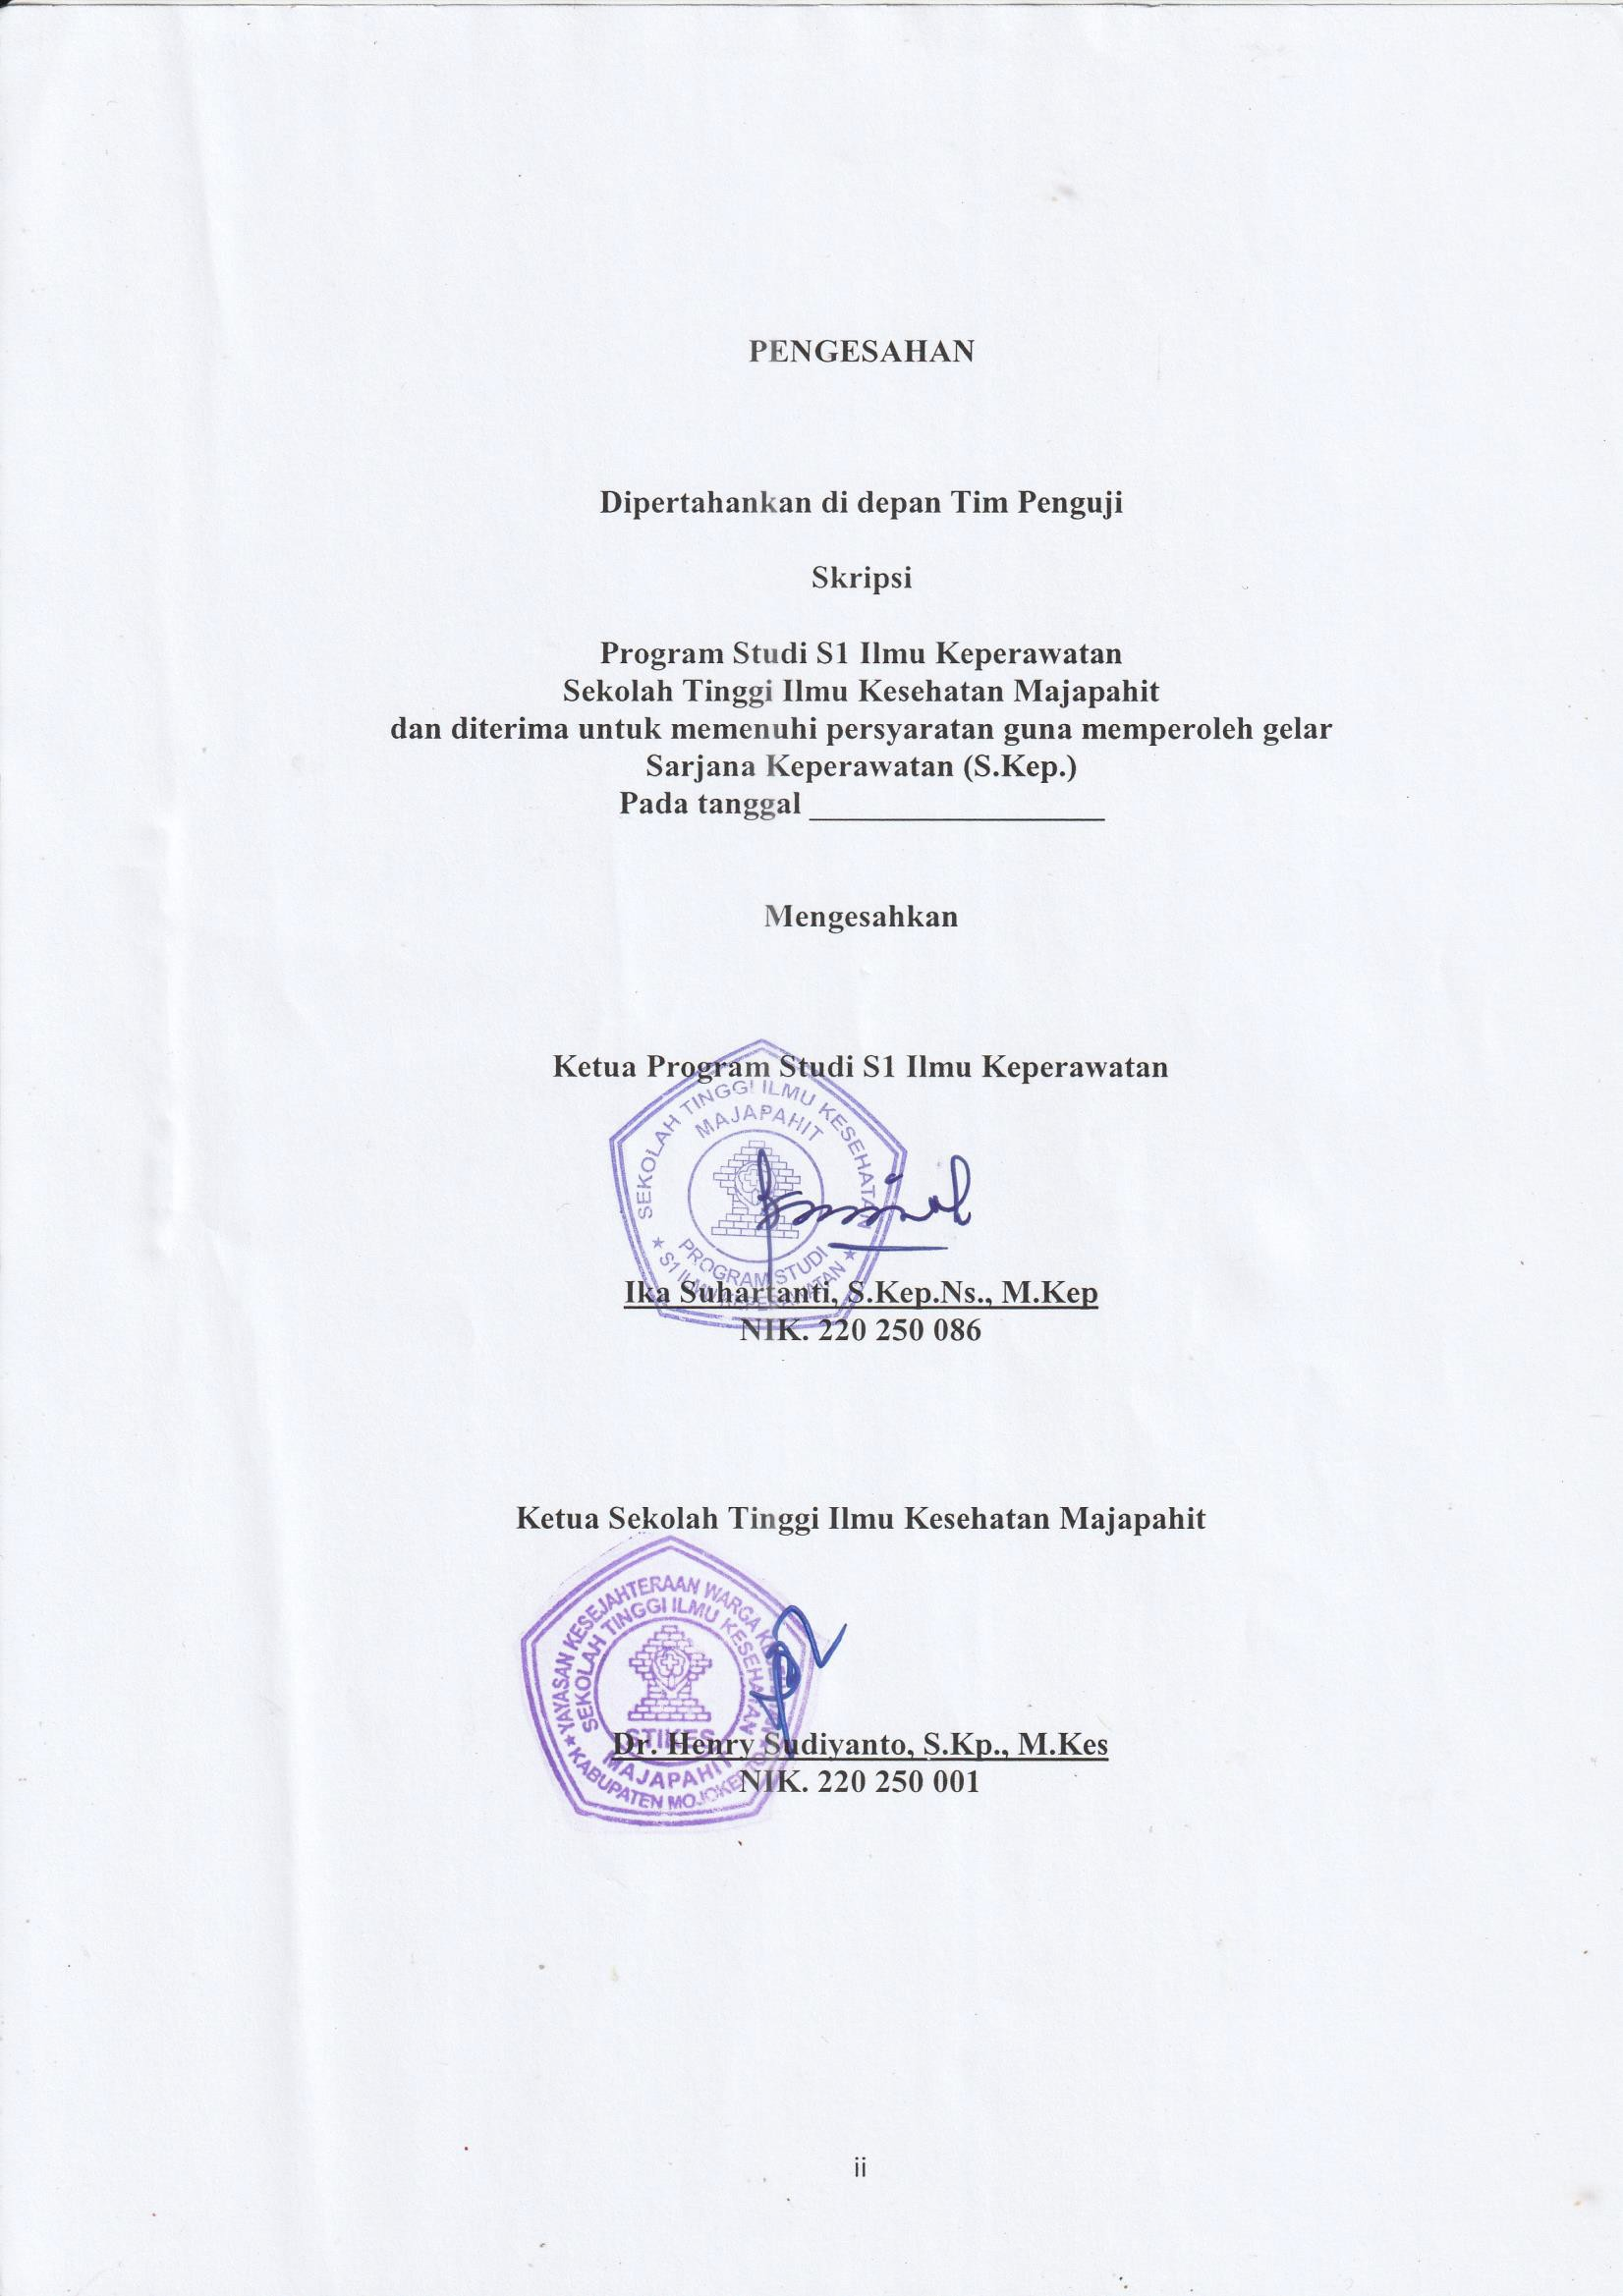 PENGESAHAN
Dipertahankan di depan Tim Penguji
Skripsi
Program Studi S1 Ilmu Keperawatan
Sekolah Tinggi Ilmu Kesehatan Majapahit
dan diterima untuk memenuhi persyaratan guna memperoleh gelar
Sarjana Keperawatan (S.Kep.)
Pada tanggal ___________________
Mengesahkan
Ketua Program Studi S1 Ilmu Keperawatan
SEKOLAH TINGGI ILMU KESEHATAN
MAJAPAHIT
PROGRAM STUDI
★ S1 ILMU KEPERAWATAN ★
Ika Suhartanti, S.Kep.Ns., M.Kep
NIK. 220 250 086
Ketua Sekolah Tinggi Ilmu Kesehatan Majapahit
YAYASAN KESEJAHTERAAN WARGA
SEKOLAH TINGGI ILMU KESEHATAN
STIKES
MAJAPAHIT
★ KABUPATEN MOJOKERTO ★
Dr. Henry Sudiyanto, S.Kp., M.Kes
NIK. 220 250 001
ii